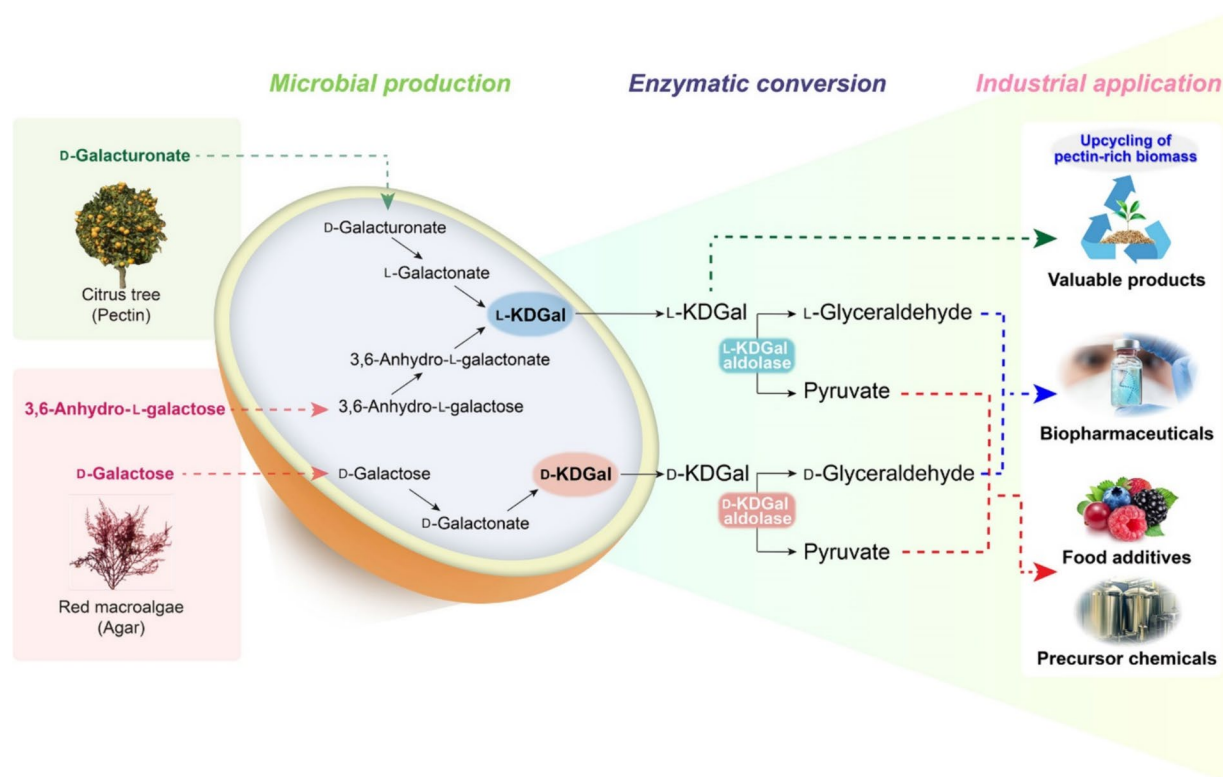 Microbial production
Enzymatic conversion
Industrial application
D-Galacturonate
Citrus tree
(Pectin)
3,6-Anhydro-L-galactose
D-Galactose
Red macroalgae
(Agar)
D-Galacturonate
L-Galactonate
L-KDGal
3,6-Anhydro-L-galactonate
3,6-Anhydro-L-galactose
D-Galactose
D-KDGal
D-Galactonate
L-KDGal
L-Glyceraldehyde
L-KDGal
aldolase
Pyruvate
D-KDGal
D-Glyceraldehyde
D-KDGal
aldolase
Pyruvate
Upcycling of
pectin-rich biomass
Valuable products
Biopharmaceuticals
Food additives
Precursor chemicals